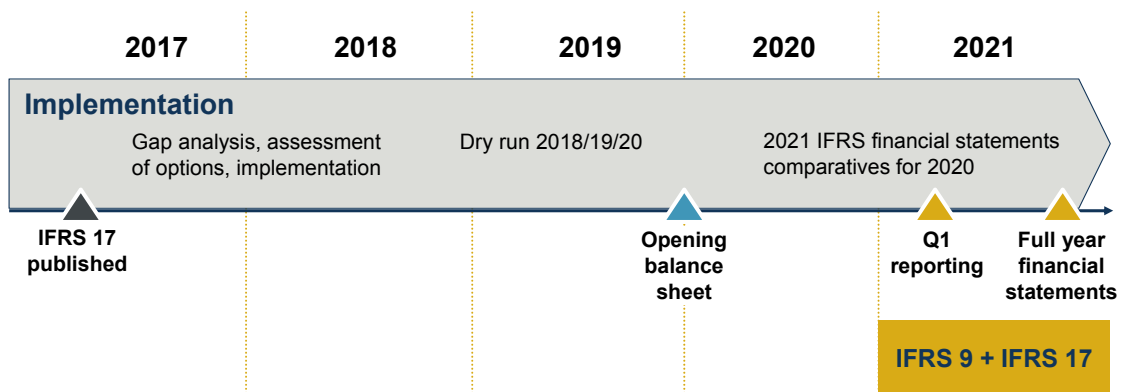 2017 2018 2019 2020 2021
Implementation
Gap analysis, assessment
of options, implementation
Dry run 2018/19/20
2021 IFRS financial statements
comparatives for 2020
IFRS 17
published
Opening
balance
sheet
Q1
reporting
Full year
financial
statements
IFRS 9 + IFRS 17